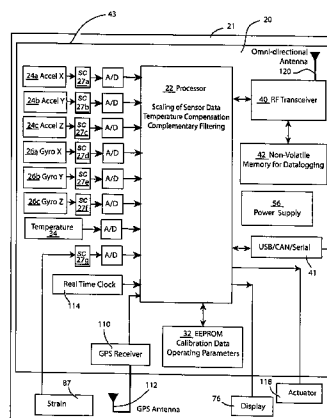 43
21
20
Omni-directional
Antenna
120
24a Accel X
SC
27a
A/D
24b Accel Y
SC
27b
A/D
24c Accel Z
SC
27c
A/D
26a Gyro X
SC
27d
A/D
26b Gyro Y
SC
27e
A/D
26c Gyro Z
SC
27f
A/D
Temperature
34
A/D
SC
27g
A/D
Real Time Clock
114
22 Processor
Scaling of Sensor Data
Temperature Compensation
Complementary Filtering
40 RF Transceiver
42 Non-Volatile
Memory for Datalogging
56
Power Supply
USB/CAN/Serial
41
110
GPS Receiver
32 EEPROM
Calibration Data
Operating Parameters
87
Strain
112
GPS Antenna
76
Display
116
Actuator